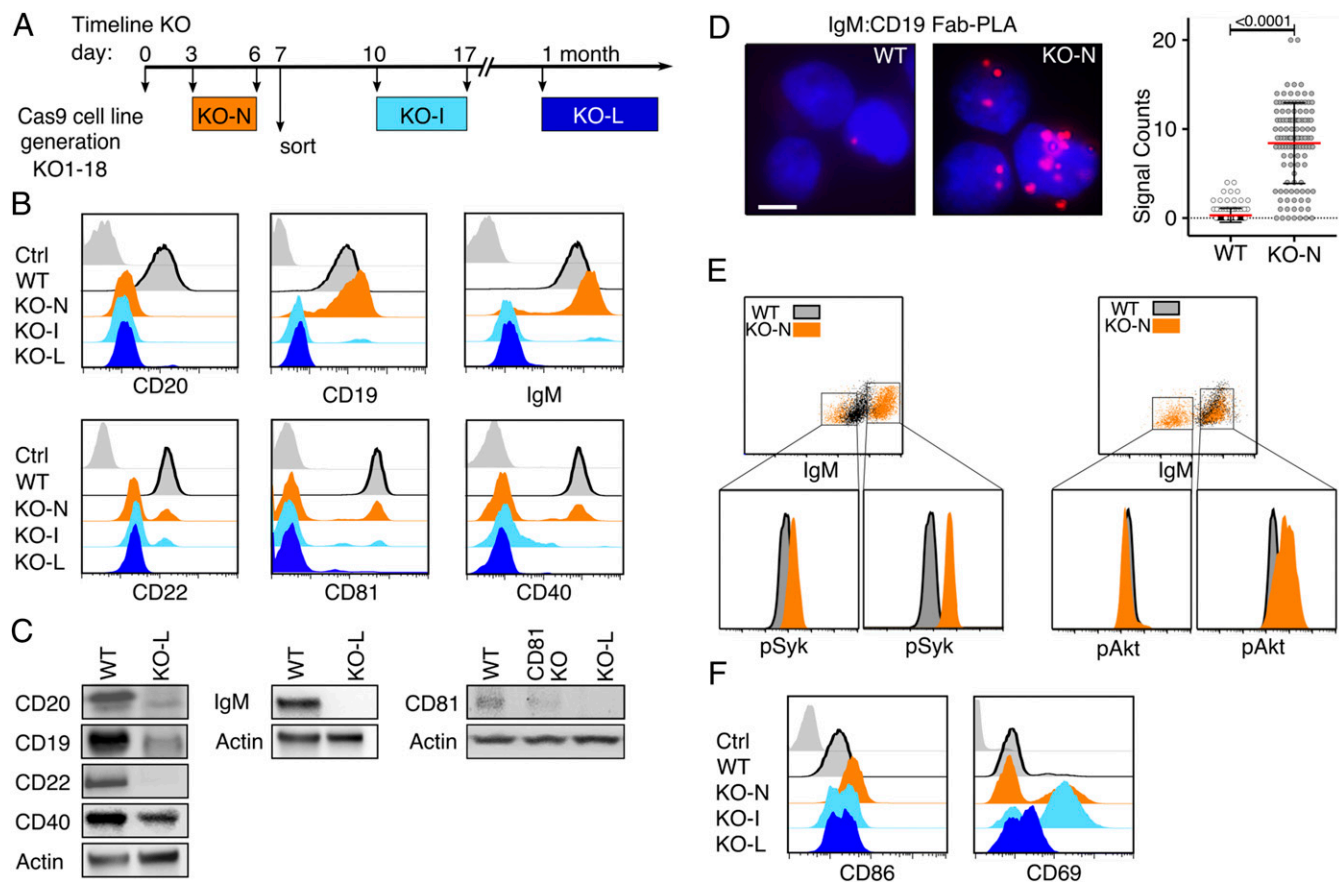 A
Timeline KO
day: 0 3 6 7 10 17 1 month
KO-N KO-I KO-L
Cas9 cell line
generation
KO1-18
sort
B
Ctrl
WT
KO-N
KO-I
KO-L
CD20 CD19 IgM
Ctrl
WT
KO-N
KO-I
KO-L
CD22 CD81 CD40
C
WT KO-L
CD20
CD19
CD22
CD40
Actin
WT KO-L
IgM
Actin
WT CD81 KO KO-L
CD81
Actin
D
IgM:CD19 Fab-PLA
WT KO-N
<0.0001
Signal Counts
20
10
0
WT KO-N
E
WT
KO-N
IgM
pSyk pSyk
WT
KO-N
IgM
pAkt pAkt
F
Ctrl
WT
KO-N
KO-I
KO-L
CD86 CD69